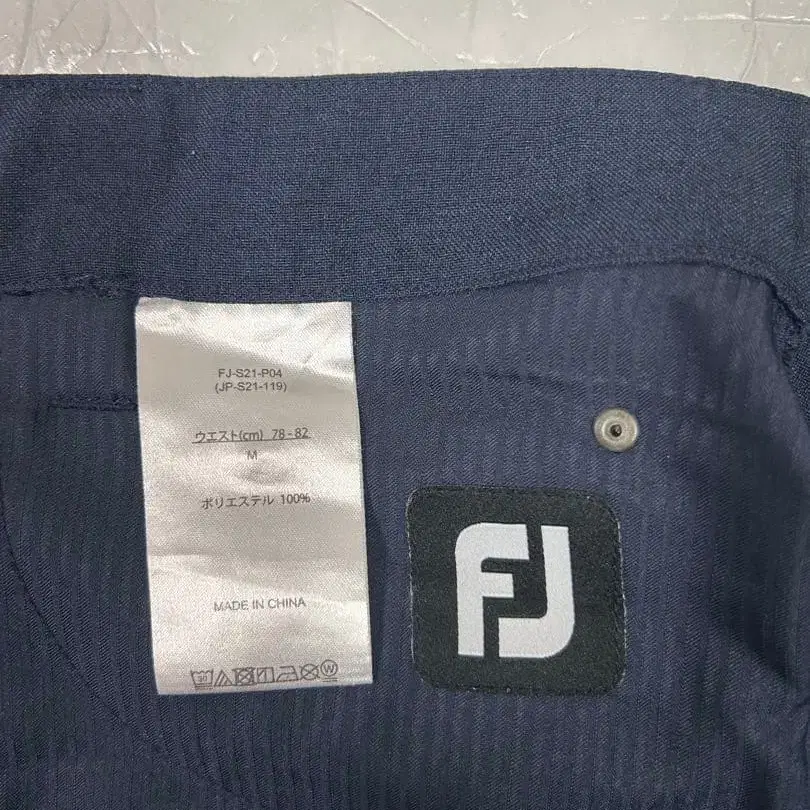 FJ-S21-P04
(JP-S21-119)
ウエスト(cm) 78-82
M
ポリエステル 100%
MADE IN CHINA
FJ